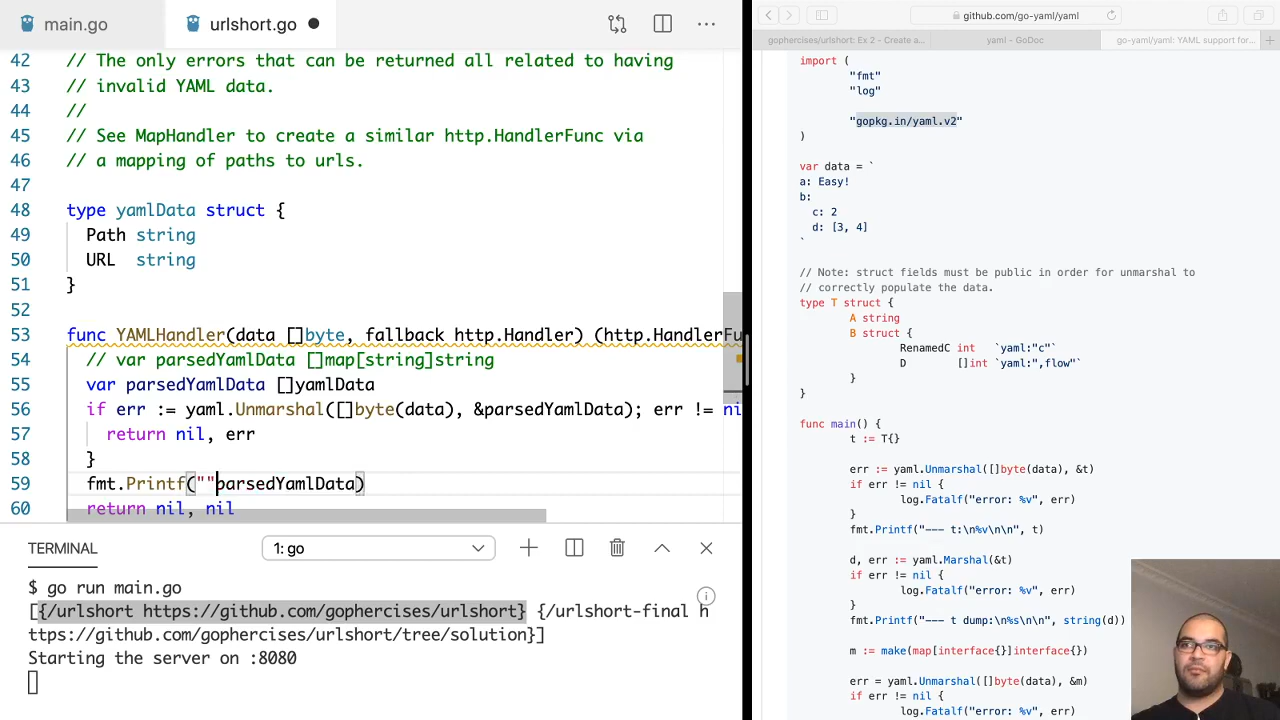 main.go
urlshort.go
42 // The only errors that can be returned all related to having
43 // invalid YAML data.
44 //
45 // See MapHandler to create a similar http.HandlerFunc via
46 // a mapping of paths to urls.
47
48 type yamlData struct {
49 Path string
50 URL  string
51 }
52
53 func YAMLHandler(data []byte, fallback http.Handler) (http.HandlerFu
54 // var parsedYamlData []map[string]string
55 var parsedYamlData []yamlData
56 if err := yaml.Unmarshal([]byte(data), &parsedYamlData); err != ni
57 return nil, err
58 }
59 fmt.Printf(""parsedYamlData)
60 return nil, nil
TERMINAL
1: go
$ go run main.go
[{/urlshort https://github.com/gophercises/urlshort} {/urlshort-final h
ttps://github.com/gophercises/urlshort/tree/solution}]
Starting the server on :8080
github.com/go-yaml/yaml
gophercises/urlshort: Ex 2 - Create a...
yaml - GoDoc
go-yaml/yaml: YAML support for...
import (
"fmt"
"log"
"gopkg.in/yaml.v2"
)
var data = `
a: Easy!
b:
c: 2
d: [3, 4]
`
// Note: struct fields must be public in order for unmarshal to
// correctly populate the data.
type T struct {
A string
B struct {
RenamedC int   `yaml:"c"`
D        []int `yaml:",flow"`
}
}
func main() {
t := T{}
err := yaml.Unmarshal([]byte(data), &t)
if err != nil {
log.Fatalf("error: %v", err)
}
fmt.Printf("--- t:\n%v\n\n", t)
d, err := yaml.Marshal(&t)
if err != nil {
log.Fatalf("error: %v", err)
}
fmt.Printf("--- t dump:\n%s\n\n", string(d))
m := make(map[interface{}]interface{})
err = yaml.Unmarshal([]byte(data), &m)
if err != nil {
log.Fatalf("error: %v", err)